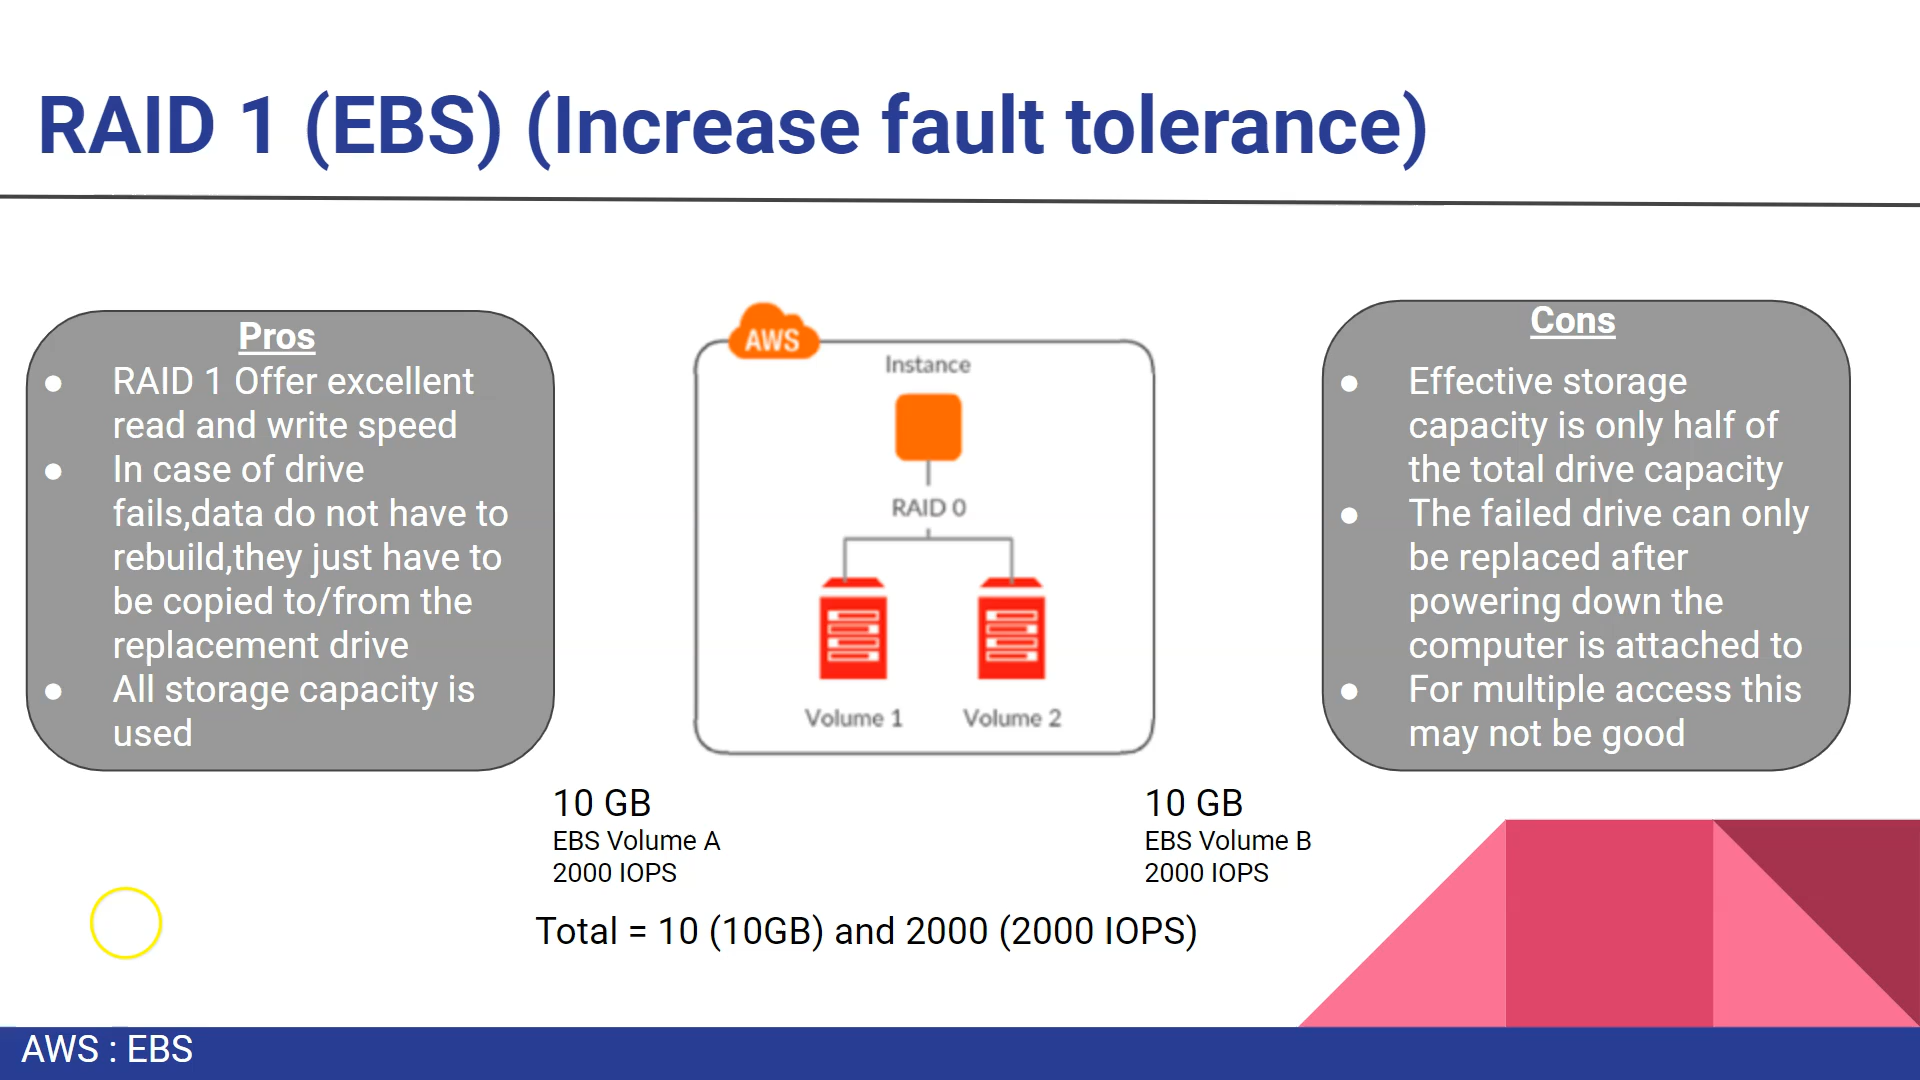 RAID 1 (EBS) (Increase fault tolerance)
Pros
● RAID 1 Offer excellent
read and write speed
● In case of drive
fails,data do not have to
rebuild,they just have to
be copied to/from the
replacement drive
● All storage capacity is
used
AWS
Instance
RAID 0
Volume 1
Volume 2
Cons
● Effective storage
capacity is only half of
the total drive capacity
● The failed drive can only
be replaced after
powering down the
computer is attached to
● For multiple access this
may not be good
10 GB
EBS Volume A
2000 IOPS
10 GB
EBS Volume B
2000 IOPS
Total = 10 (10GB) and 2000 (2000 IOPS)
AWS : EBS